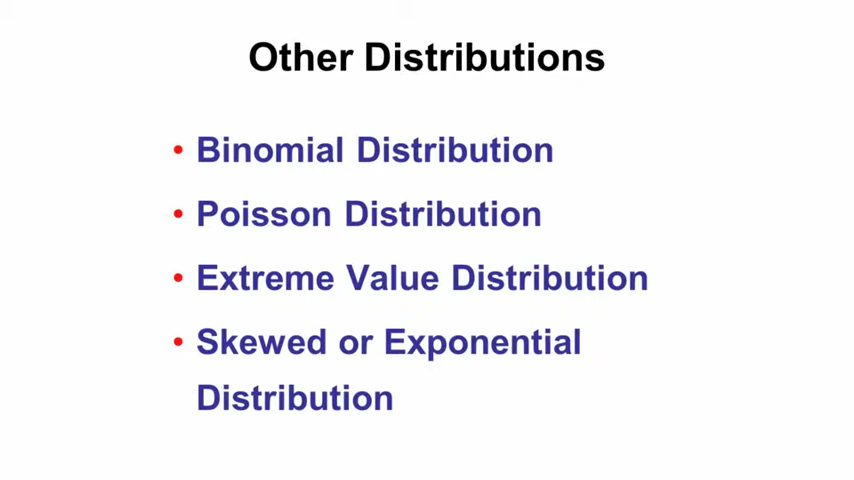 Other Distributions
• Binomial Distribution
• Poisson Distribution
• Extreme Value Distribution
• Skewed or Exponential
Distribution